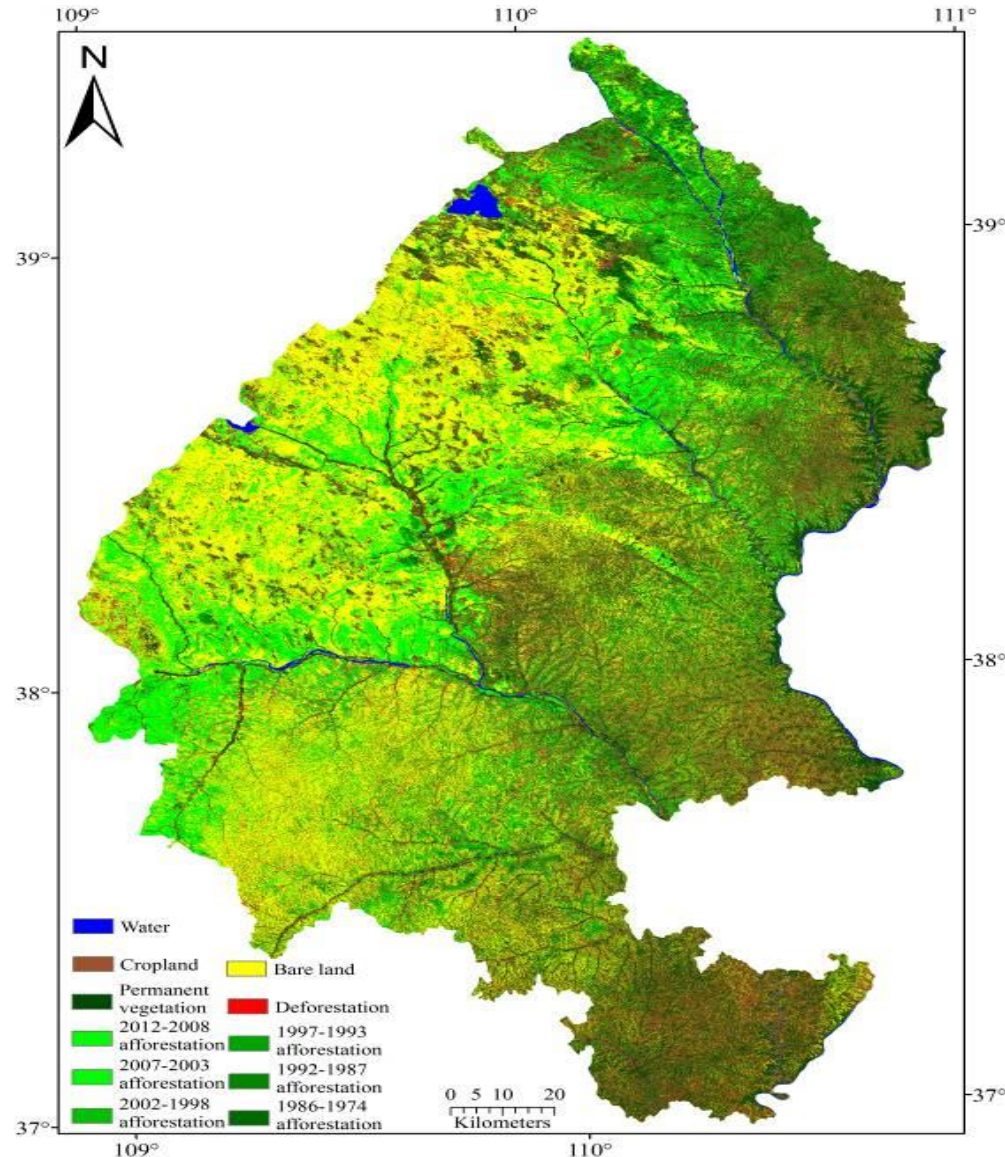 109°
110°
111°
N
39°
39°
38°
38°
Water
Cropland
Bare land
Permanent
vegetation
Deforestation
2012-2008
afforestation
1997-1993
afforestation
2007-2003
afforestation
1992-1987
afforestation
2002-1998
afforestation
1986-1974
afforestation
0 5 10 20
Kilometers
37°
37°
109°
110°